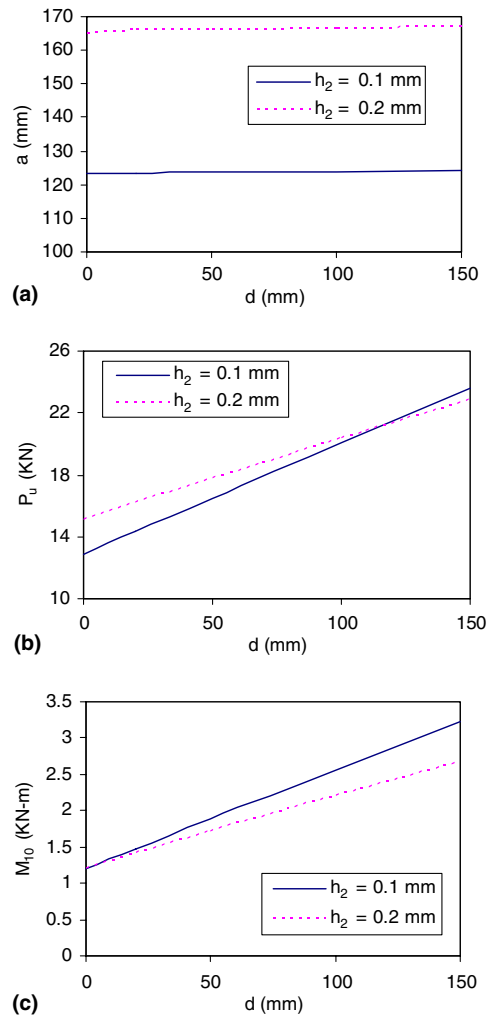 170
160
150
140
130
120
110
100
a (mm)
h₂ = 0.1 mm
h₂ = 0.2 mm
0 50 100 150
d (mm)
(a)
26
22
18
14
10
P_u (KN)
h₂ = 0.1 mm
h₂ = 0.2 mm
0 50 100 150
d (mm)
(b)
3.5
3
2.5
2
1.5
1
0.5
0
M₁₀ (KN-m)
h₂ = 0.1 mm
h₂ = 0.2 mm
0 50 100 150
d (mm)
(c)